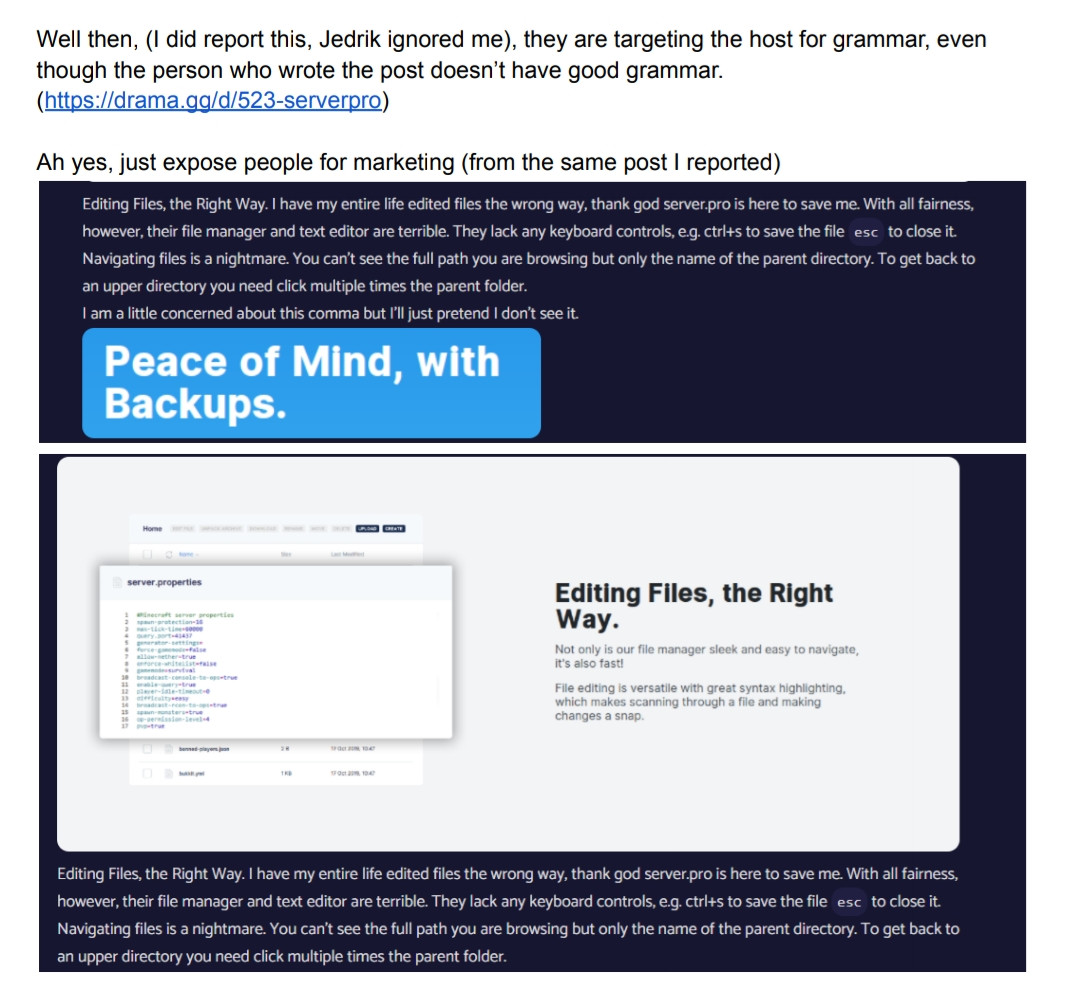 Well then, (I did report this, Jedrik ignored me), they are targeting the host for grammar, even
though the person who wrote the post doesn’t have good grammar.
(https://drama.gg/d/523-serverpro)
Ah yes, just expose people for marketing (from the same post I reported)
Editing Files, the Right Way. I have my entire life edited files the wrong way, thank god server.pro is here to save me. With all fairness,
however, their file manager and text editor are terrible. They lack any keyboard controls, e.g. ctrl+s to save the file esc to close it.
Navigating files is a nightmare. You can't see the full path you are browsing but only the name of the parent directory. To get back to
an upper directory you need click multiple times the parent folder.
I am a little concerned about this comma but I'll just pretend I don't see it.
Peace of Mind, with
Backups.
Home UPLOAD CREATE
Name Size Last Modified
server.properties
1 #Minecraft server properties
2 spawn-protection=16
3 max-tick-time=60000
4 query.port=41437
5 generator-settings=
6 force-gamemode=false
7 allow-nether=true
8 enforce-whitelist=false
9 gamemode=survival
10 broadcast-console-to-ops=true
11 enable-query=true
12 player-idle-timeout=0
13 difficulty=easy
14 broadcast-rcon-to-ops=true
15 spawn-monsters=true
16 op-permission-level=4
17 pvp=true
banned-players.json 2 B 17 Oct 2018, 10:47
bukkit.yml 1 KB 17 Oct 2018, 10:47
Editing Files, the Right
Way.
Not only is our file manager sleek and easy to navigate,
it's also fast!
File editing is versatile with great syntax highlighting,
which makes scanning through a file and making
changes a snap.
Editing Files, the Right Way. I have my entire life edited files the wrong way, thank god server.pro is here to save me. With all fairness,
however, their file manager and text editor are terrible. They lack any keyboard controls, e.g. ctrl+s to save the file esc to close it.
Navigating files is a nightmare. You can't see the full path you are browsing but only the name of the parent directory. To get back to
an upper directory you need click multiple times the parent folder.